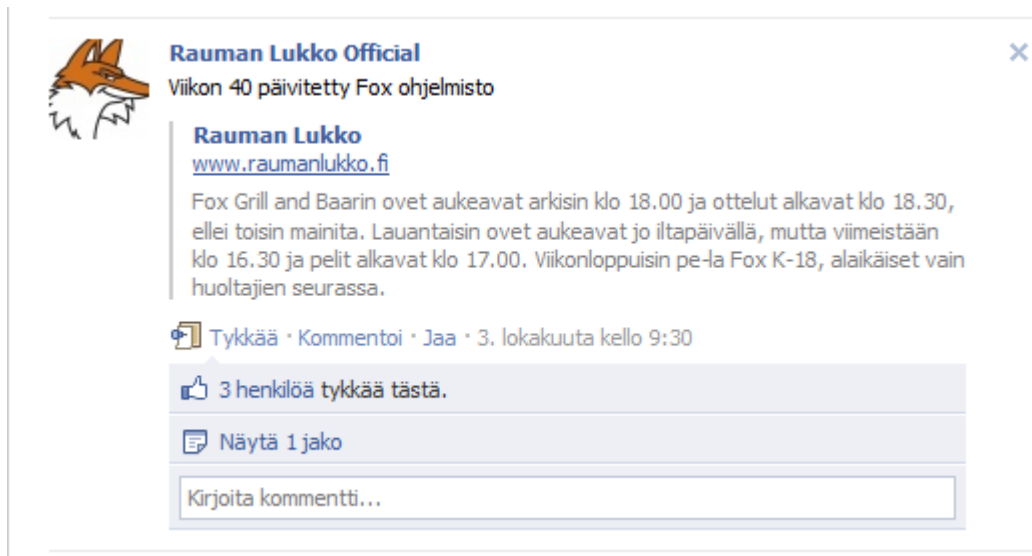 Rauman Lukko Official
Viikon 40 päivitetty Fox ohjelmisto
Rauman Lukko
www.raumanlukko.fi
Fox Grill and Baarin ovet aukeavat arkisin klo 18.00 ja ottelut alkavat klo 18.30,
ellei toisin mainita. Lauantaisin ovet aukeavat jo iltapäivällä, mutta viimeistään
klo 16.30 ja pelit alkavat klo 17.00. Viikonloppuisin pe-la Fox K-18, alaikäiset vain
huoltajien seurassa.
Tykkää · Kommentoi · Jaa · 3. lokakuuta kello 9:30
3 henkilöä tykkää tästä.
Näytä 1 jako
Kirjoita kommentti...